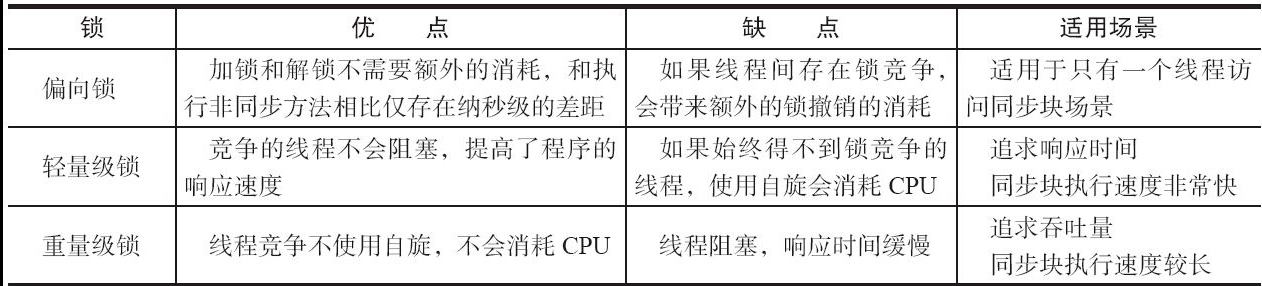 锁 优 点 缺 点 适用场景
偏向锁
加锁和解锁不需要额外的消耗，和执
行非同步方法相比仅存在纳秒级的差距
如果线程间存在锁竞争，
会带来额外的锁撤销的消耗
适用于只有一个线程访
问同步块场景
轻量级锁
竞争的线程不会阻塞，提高了程序的
响应速度
如果始终得不到锁竞争的
线程，使用自旋会消耗 CPU
追求响应时间
同步块执行速度非常快
重量级锁
线程竞争不使用自旋，不会消耗 CPU
线程阻塞，响应时间缓慢
追求吞吐量
同步块执行速度较长